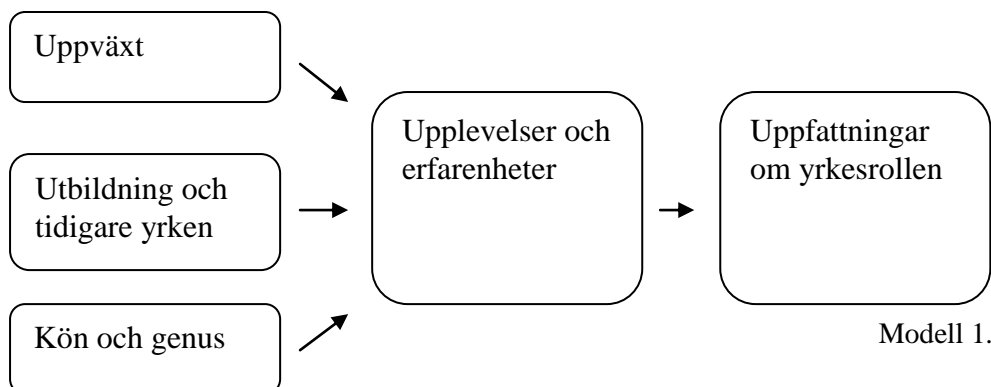 Uppväxt
Utbildning och
tidigare yrken
Kön och genus
Upplevelser och
erfarenheter
Uppfattningar
om yrkesrollen
Modell 1.